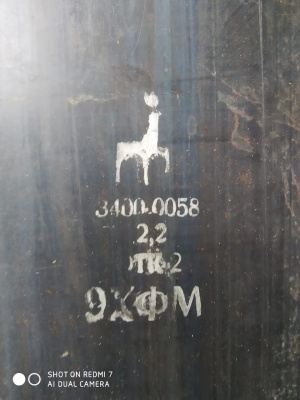 3400.0058
2,2
9ХФМ
SHOT ON REDMI 7
AI DUAL CAMERA